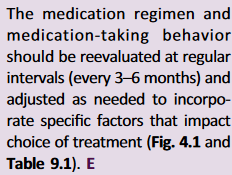 The medication regimen and
medication-taking behavior
should be reevaluated at regular
intervals (every 3–6 months) and
adjusted as needed to incorpo-
rate specific factors that impact
choice of treatment (Fig. 4.1 and
Table 9.1). E